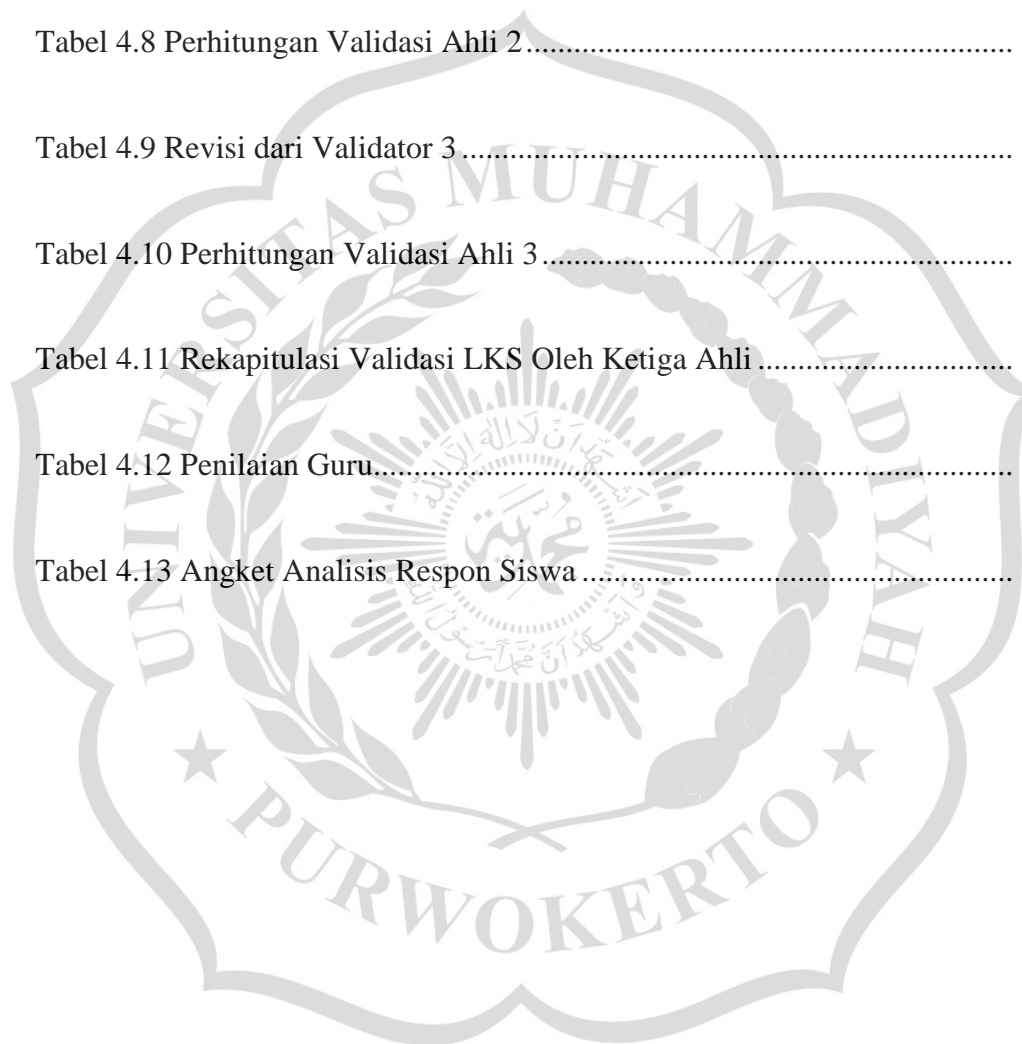 Tabel 4.8 Perhitungan Validasi Ahli 2...........................................................
Tabel 4.9 Revisi dari Validator 3...................................................................
Tabel 4.10 Perhitungan Validasi Ahli 3.........................................................
Tabel 4.11 Rekapitulasi Validasi LKS Oleh Ketiga Ahli...............................
Tabel 4.12 Penilaian Guru..............................................................................
Tabel 4.13 Angket Analisis Respon Siswa....................................................
UNIVERSITAS MUHAMMADIYAH
PURWOKERTO